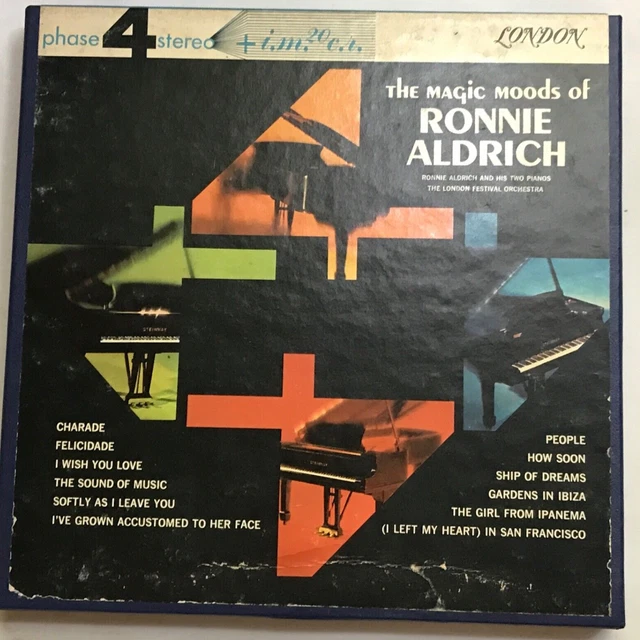 phase 4 stereo + i.m. 20 c.r. LONDON
THE MAGIC MOODS OF
RONNIE
ALDRICH
RONNIE ALDRICH AND HIS TWO PIANOS
THE LONDON FESTIVAL ORCHESTRA
STEINWAY
CHARADE
FELICIDADE
I WISH YOU LOVE
THE SOUND OF MUSIC
SOFTLY AS I LEAVE YOU
I'VE GROWN ACCUSTOMED TO HER FACE
PEOPLE
HOW SOON
SHIP OF DREAMS
GARDENS IN IBIZA
THE GIRL FROM IPANEMA
(I LEFT MY HEART) IN SAN FRANCISCO